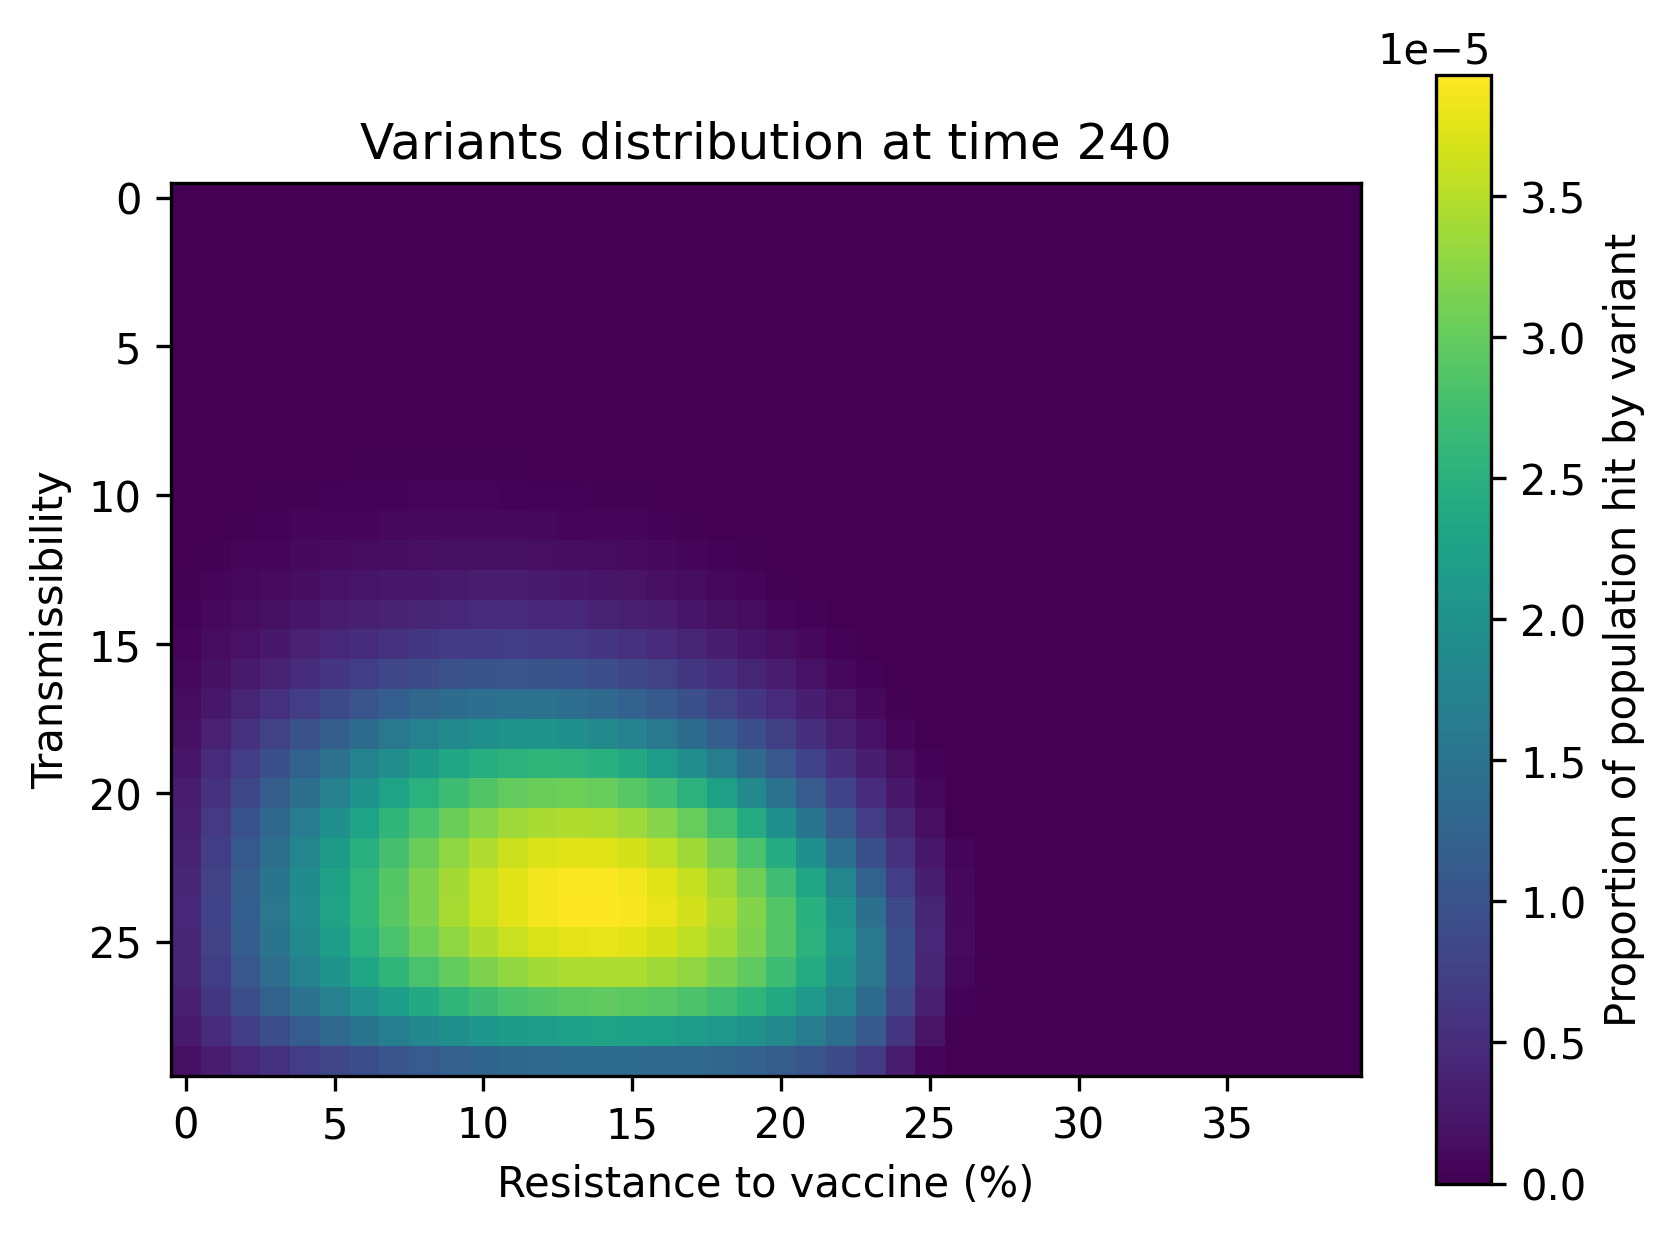 1e−5
Variants distribution at time 240
0
5
10
15
20
25
Transmissibility
0 5 10 15 20 25 30 35
Resistance to vaccine (%)
3.5
3.0
2.5
2.0
1.5
1.0
0.5
0.0
Proportion of population hit by variant